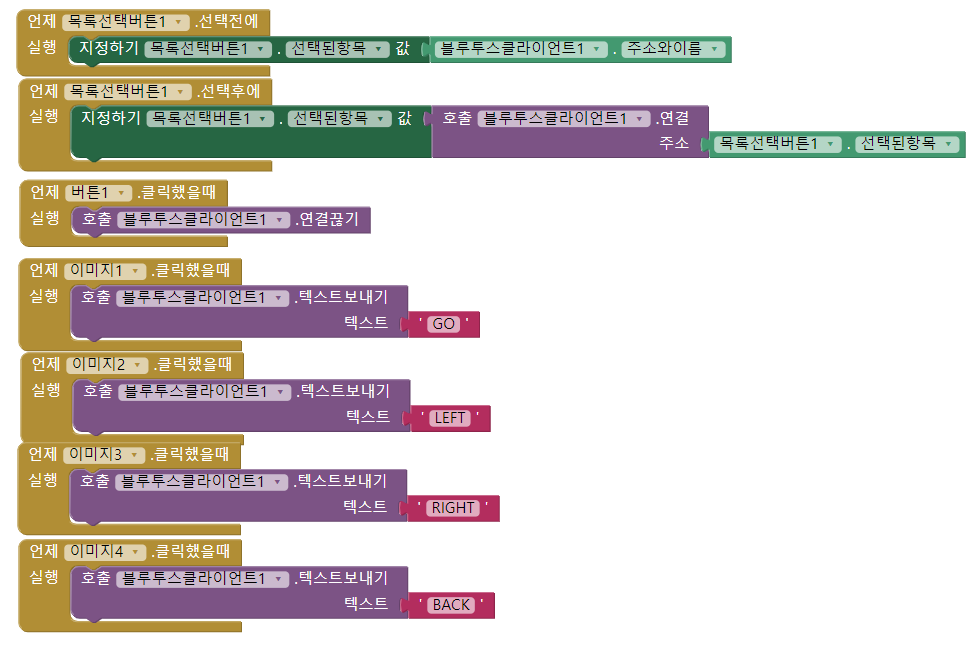 언제 목록선택버튼1 .선택전에
실행 지정하기 목록선택버튼1 . 선택된항목 값 블루투스클라이언트1 . 주소와이름
언제 목록선택버튼1 .선택후에
실행 지정하기 목록선택버튼1 . 선택된항목 값 호출 블루투스클라이언트1 .연결
주소 목록선택버튼1 . 선택된항목
언제 버튼1 .클릭했을때
실행 호출 블루투스클라이언트1 .연결끊기
언제 이미지1 .클릭했을때
실행 호출 블루투스클라이언트1 .텍스트보내기
텍스트 ' GO '
언제 이미지2 .클릭했을때
실행 호출 블루투스클라이언트1 .텍스트보내기
텍스트 ' LEFT '
언제 이미지3 .클릭했을때
실행 호출 블루투스클라이언트1 .텍스트보내기
텍스트 ' RIGHT '
언제 이미지4 .클릭했을때
실행 호출 블루투스클라이언트1 .텍스트보내기
텍스트 ' BACK '